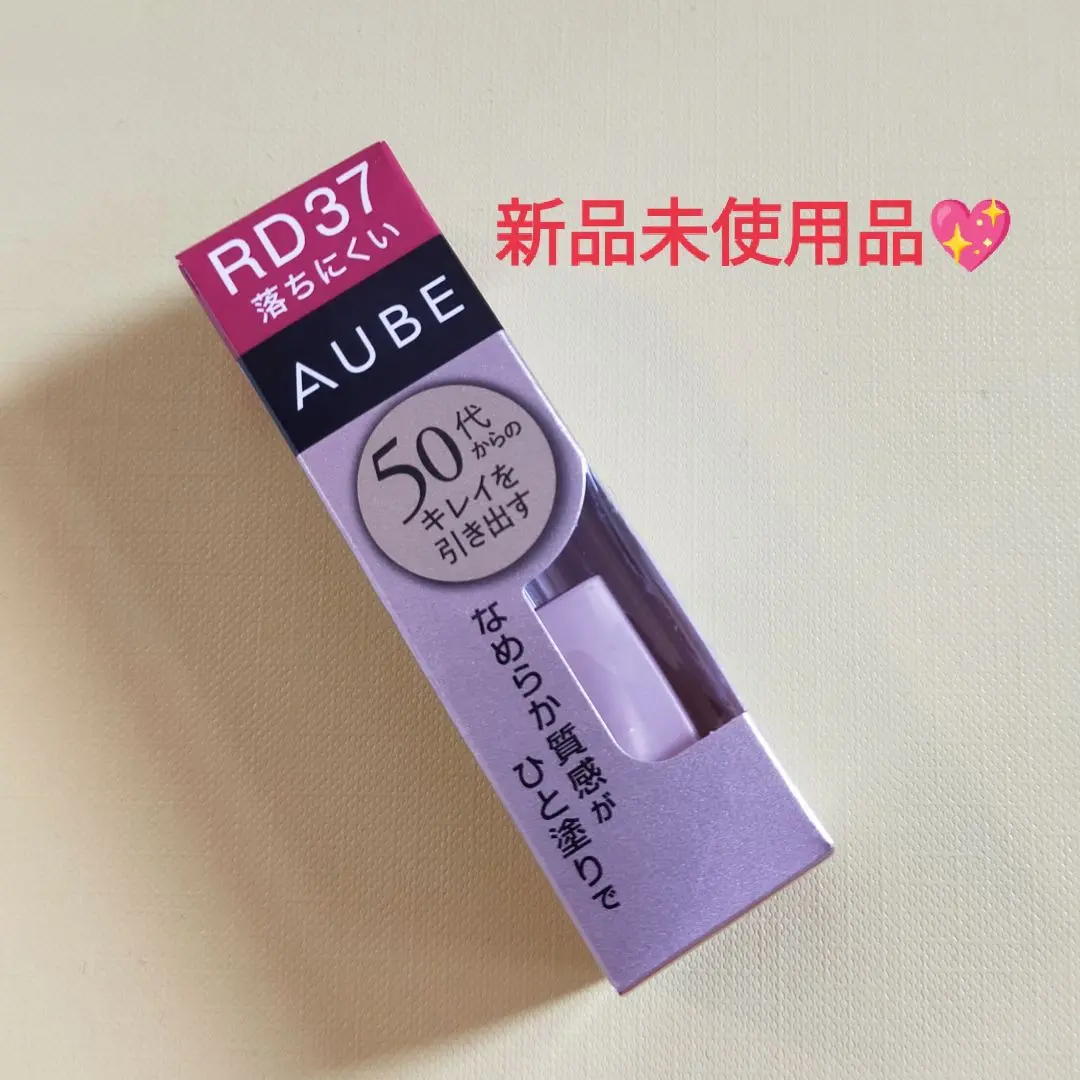 新品未使用品💖
RD37
落ちにくい
AUBE
50代
からの
キレイを
引き出す
なめらか質感が
ひと塗りで